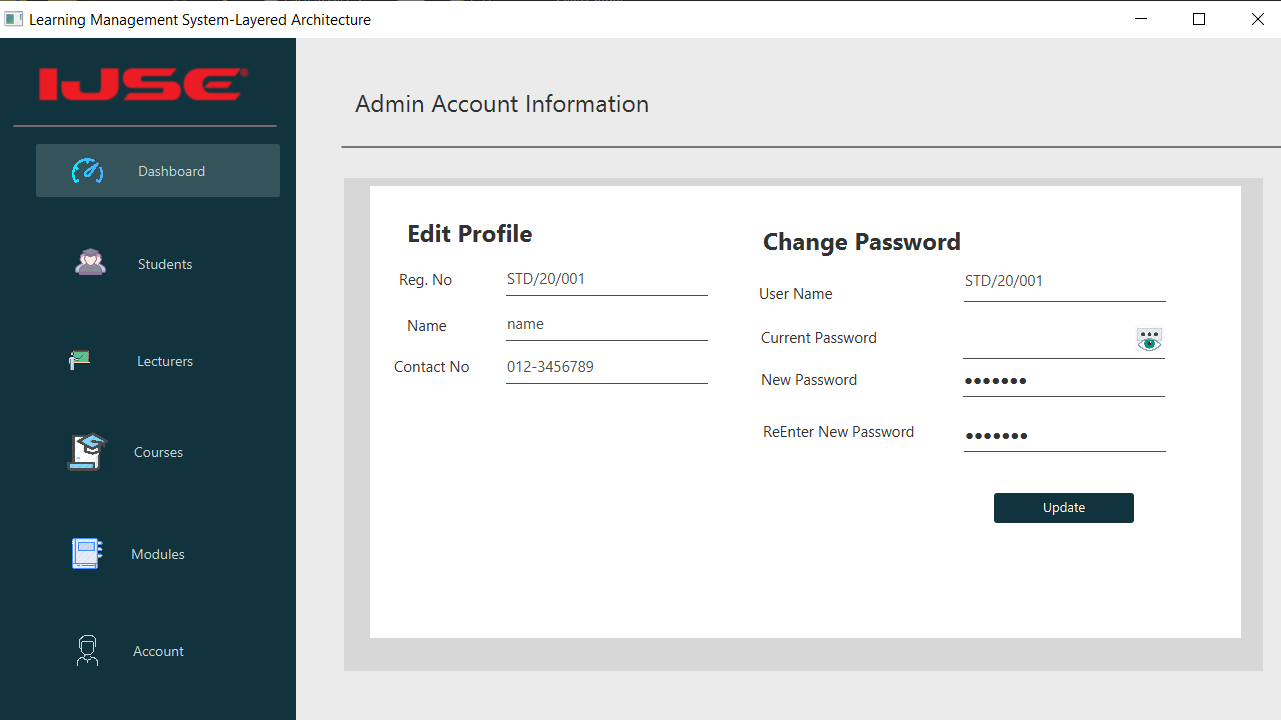 Learning Management System-Layered Architecture
IJSE
Dashboard
Students
Lecturers
Courses
Modules
Account
Admin Account Information
Edit Profile
Reg. No STD/20/001
Name name
Contact No 012-3456789
Change Password
User Name STD/20/001
Current Password
New Password •••••••
ReEnter New Password •••••••
Update